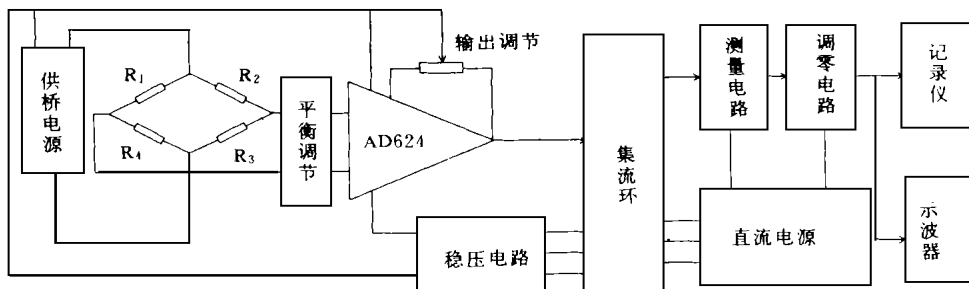 供桥电源
R1
R2
R4
R3
平衡调节
AD624
输出调节
稳压电路
集流环
测量电路
调零电路
直流电源
记录仪
示波器